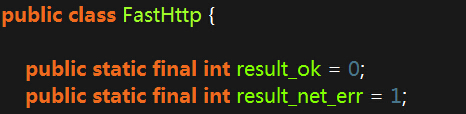 public class FastHttp {
public static final int result_ok = 0;
public static final int result_net_err = 1;